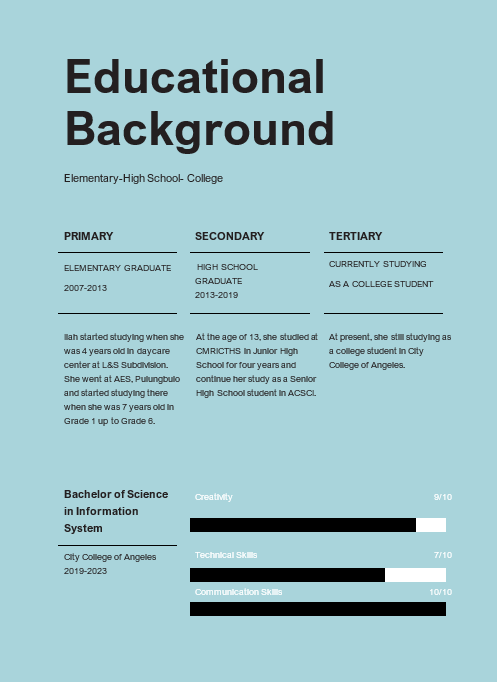 Educational
Background
Elementary-High School- College
PRIMARY
ELEMENTARY GRADUATE
2007-2013
Ilah started studying when she
was 4 years old in daycare
center at L&S Subdivision.
She went at AES, Pulungbulo
and started studying there
when she was 7 years old in
Grade 1 up to Grade 6.
SECONDARY
HIGH SCHOOL
GRADUATE
2013-2019
At the age of 13, she studied at
CMRICTHS in Junior High
School for four years and
continue her study as a Senior
High School student in ACSCI.
TERTIARY
CURRENTLY STUDYING
AS A COLLEGE STUDENT
At present, she still studying as
a college student in City
College of Angeles.
Bachelor of Science
in Information
System
City College of Angeles
2019-2023
Creativity 9/10
Technical Skills 7/10
Communication Skills 10/10